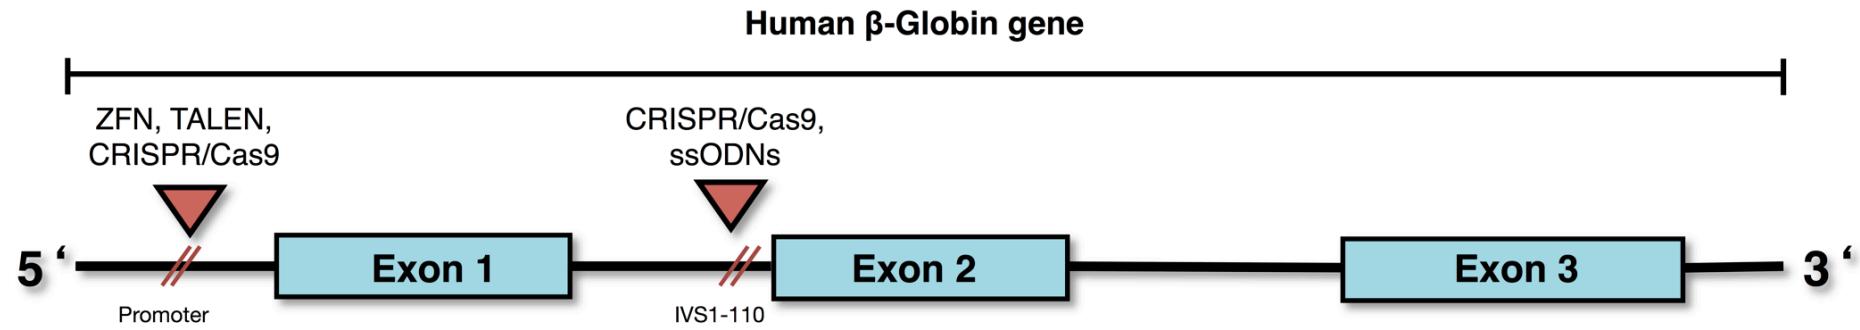 Human β-Globin gene
ZFN, TALEN,
CRISPR/Cas9
CRISPR/Cas9,
ssODNs
5‘
Exon 1
Exon 2
Exon 3
3‘
Promoter
IVS1-110